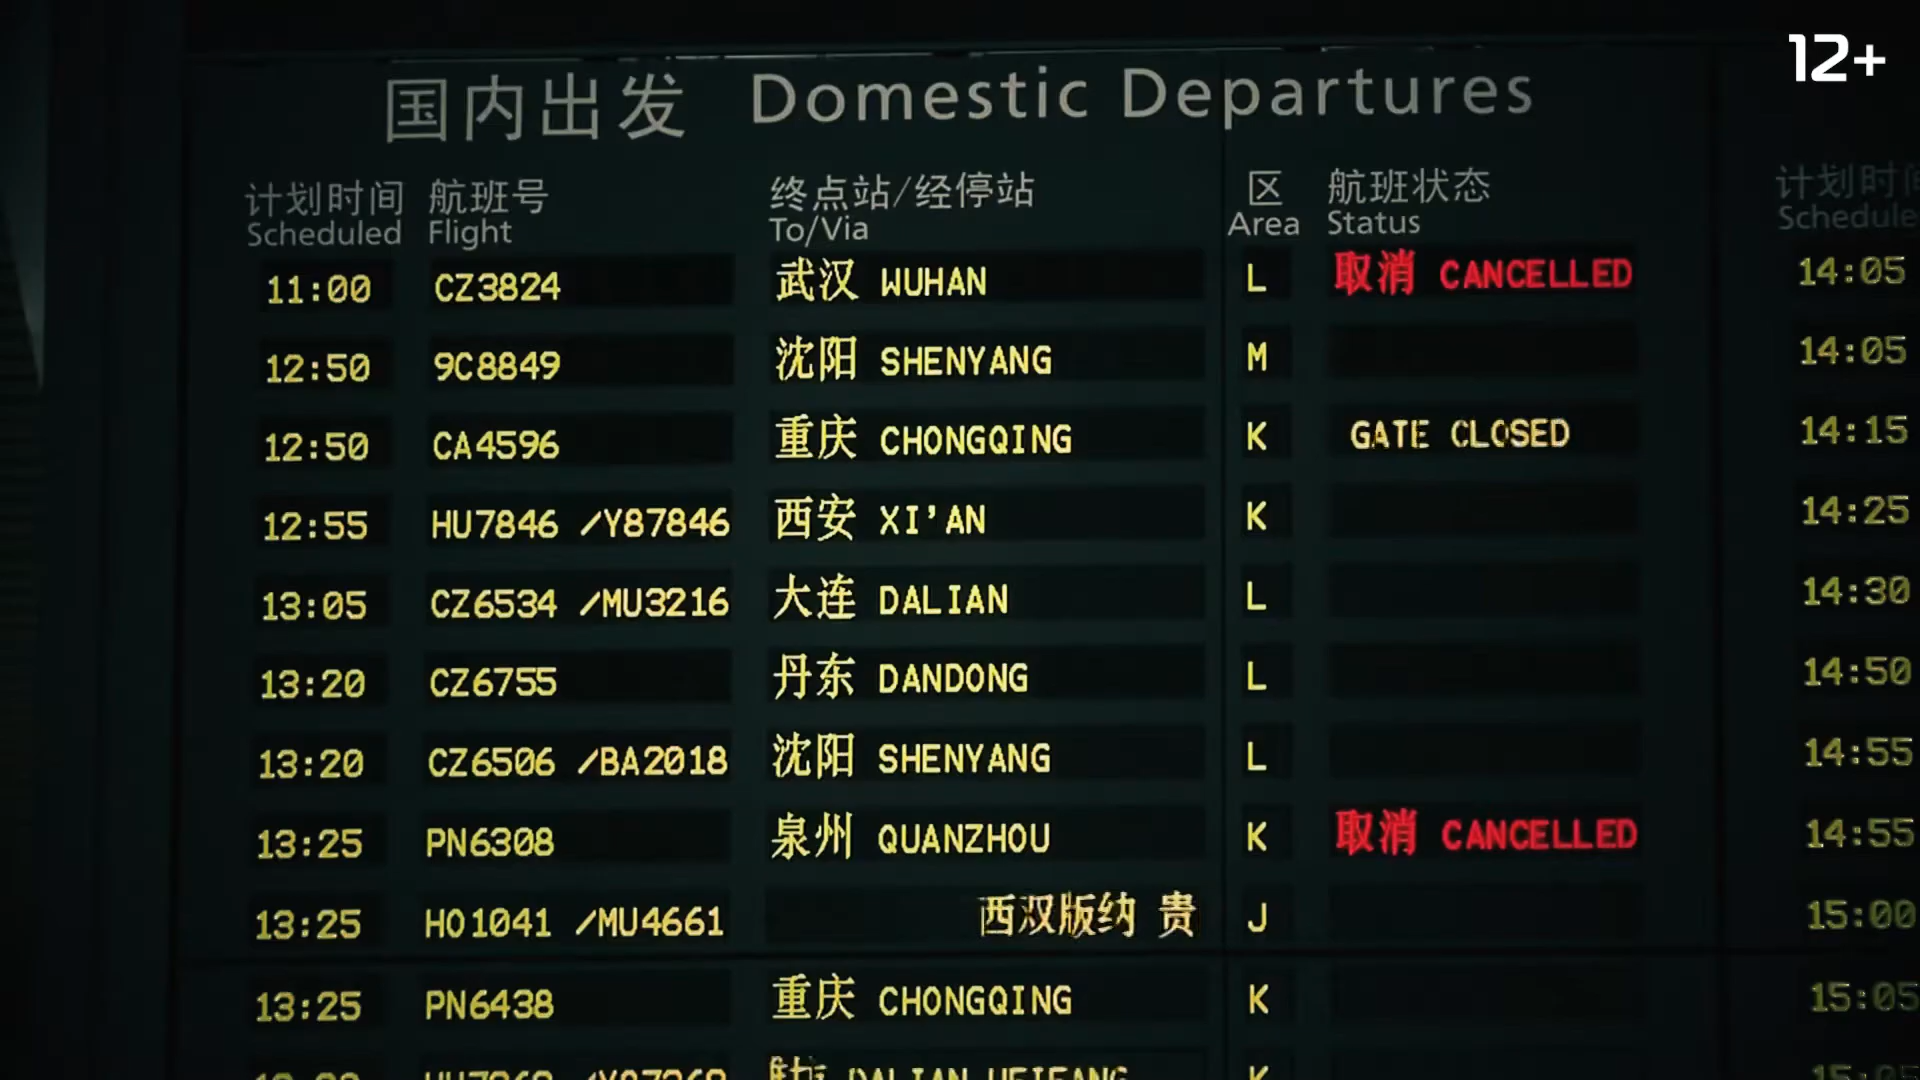 12+
国内出发 Domestic Departures
计划时间 航班号 终点站/经停站 区 航班状态
Scheduled Flight To/Via Area Status
11:00 CZ3824 武汉 WUHAN L 取消 CANCELLED 14:05
12:50 9C8849 沈阳 SHENYANG M 14:05
12:50 CA4596 重庆 CHONGQING K GATE CLOSED 14:15
12:55 HU7846 /Y87846 西安 XI'AN K 14:25
13:05 CZ6534 /MU3216 大连 DALIAN L 14:30
13:20 CZ6755 丹东 DANDONG L 14:50
13:20 CZ6506 /BA2018 沈阳 SHENYANG L 14:55
13:25 PN6308 泉州 QUANZHOU K 取消 CANCELLED 14:55
13:25 HO1041 /MU4661 西双版纳 贵 J 15:00
13:25 PN6438 重庆 CHONGQING K 15:05
DALIAN HEIFANG K